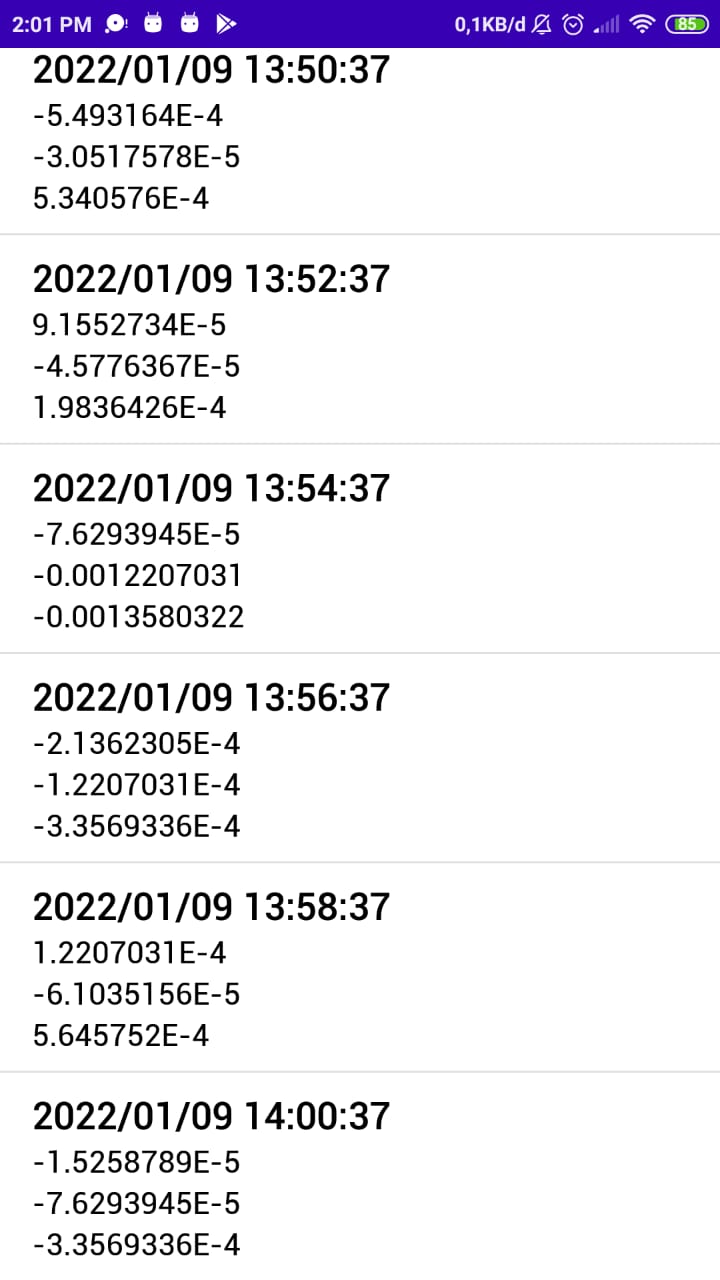 2:01 PM
0,1KB/d
85
2022/01/09 13:50:37
-5.493164E-4
-3.0517578E-5
5.340576E-4
2022/01/09 13:52:37
9.1552734E-5
-4.5776367E-5
1.9836426E-4
2022/01/09 13:54:37
-7.6293945E-5
-0.0012207031
-0.0013580322
2022/01/09 13:56:37
-2.1362305E-4
-1.2207031E-4
-3.3569336E-4
2022/01/09 13:58:37
1.2207031E-4
-6.1035156E-5
5.645752E-4
2022/01/09 14:00:37
-1.5258789E-5
-7.6293945E-5
-3.3569336E-4